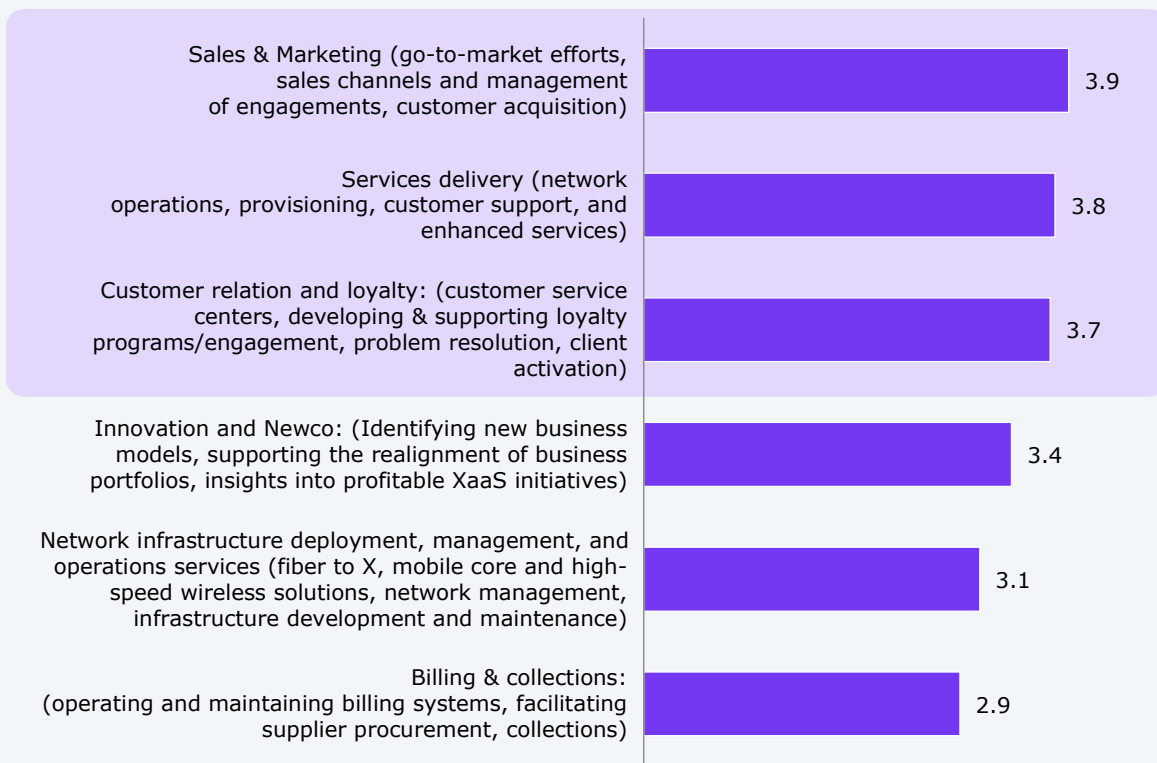 Sales & Marketing (go-to-market efforts,
sales channels and management
of engagements, customer acquisition)
3.9
Services delivery (network
operations, provisioning, customer support, and
enhanced services)
3.8
Customer relation and loyalty: (customer service
centers, developing & supporting loyalty
programs/engagement, problem resolution, client
activation)
3.7
Innovation and Newco: (Identifying new business
models, supporting the realignment of business
portfolios, insights into profitable XaaS initiatives)
3.4
Network infrastructure deployment, management, and
operations services (fiber to X, mobile core and high-
speed wireless solutions, network management,
infrastructure development and maintenance)
3.1
Billing & collections:
(operating and maintaining billing systems, facilitating
supplier procurement, collections)
2.9